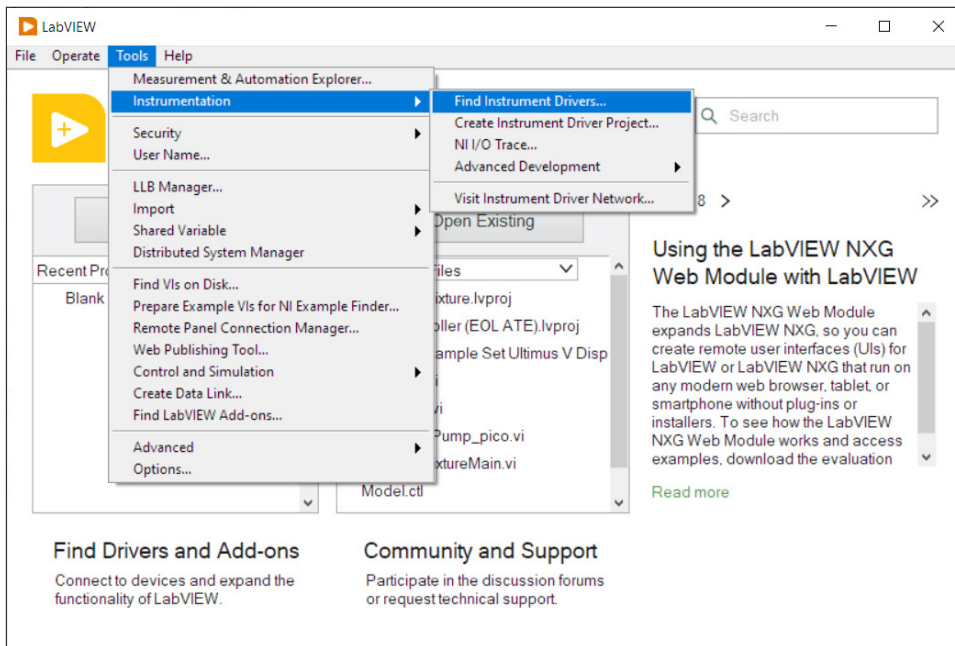 LabVIEW
File Operate Tools Help
Measurement & Automation Explorer...
Instrumentation
Security
User Name...
LLB Manager...
Import
Shared Variable
Distributed System Manager
Find VIs on Disk...
Prepare Example VIs for NI Example Finder...
Remote Panel Connection Manager...
Web Publishing Tool...
Control and Simulation
Create Data Link...
Find LabVIEW Add-ons...
Advanced
Options...
Find Instrument Drivers...
Create Instrument Driver Project...
NI I/O Trace...
Advanced Development
Visit Instrument Driver Network...
Search
8
Open Existing
Recent Pro
Blank
Files
ixture.lvproj
oller (EOL ATE).lvproj
ample Set Ultimus V Disp
i
vi
Pump_pico.vi
xtureMain.vi
Model.ctl
Using the LabVIEW NXG
Web Module with LabVIEW
The LabVIEW NXG Web Module
expands LabVIEW NXG, so you can
create remote user interfaces (UIs) for
LabVIEW or LabVIEW NXG that run on
any modern web browser, tablet, or
smartphone without plug-ins or
installers. To see how the LabVIEW
NXG Web Module works and access
examples, download the evaluation
Read more
Find Drivers and Add-ons
Connect to devices and expand the
functionality of LabVIEW.
Community and Support
Participate in the discussion forums
or request technical support.